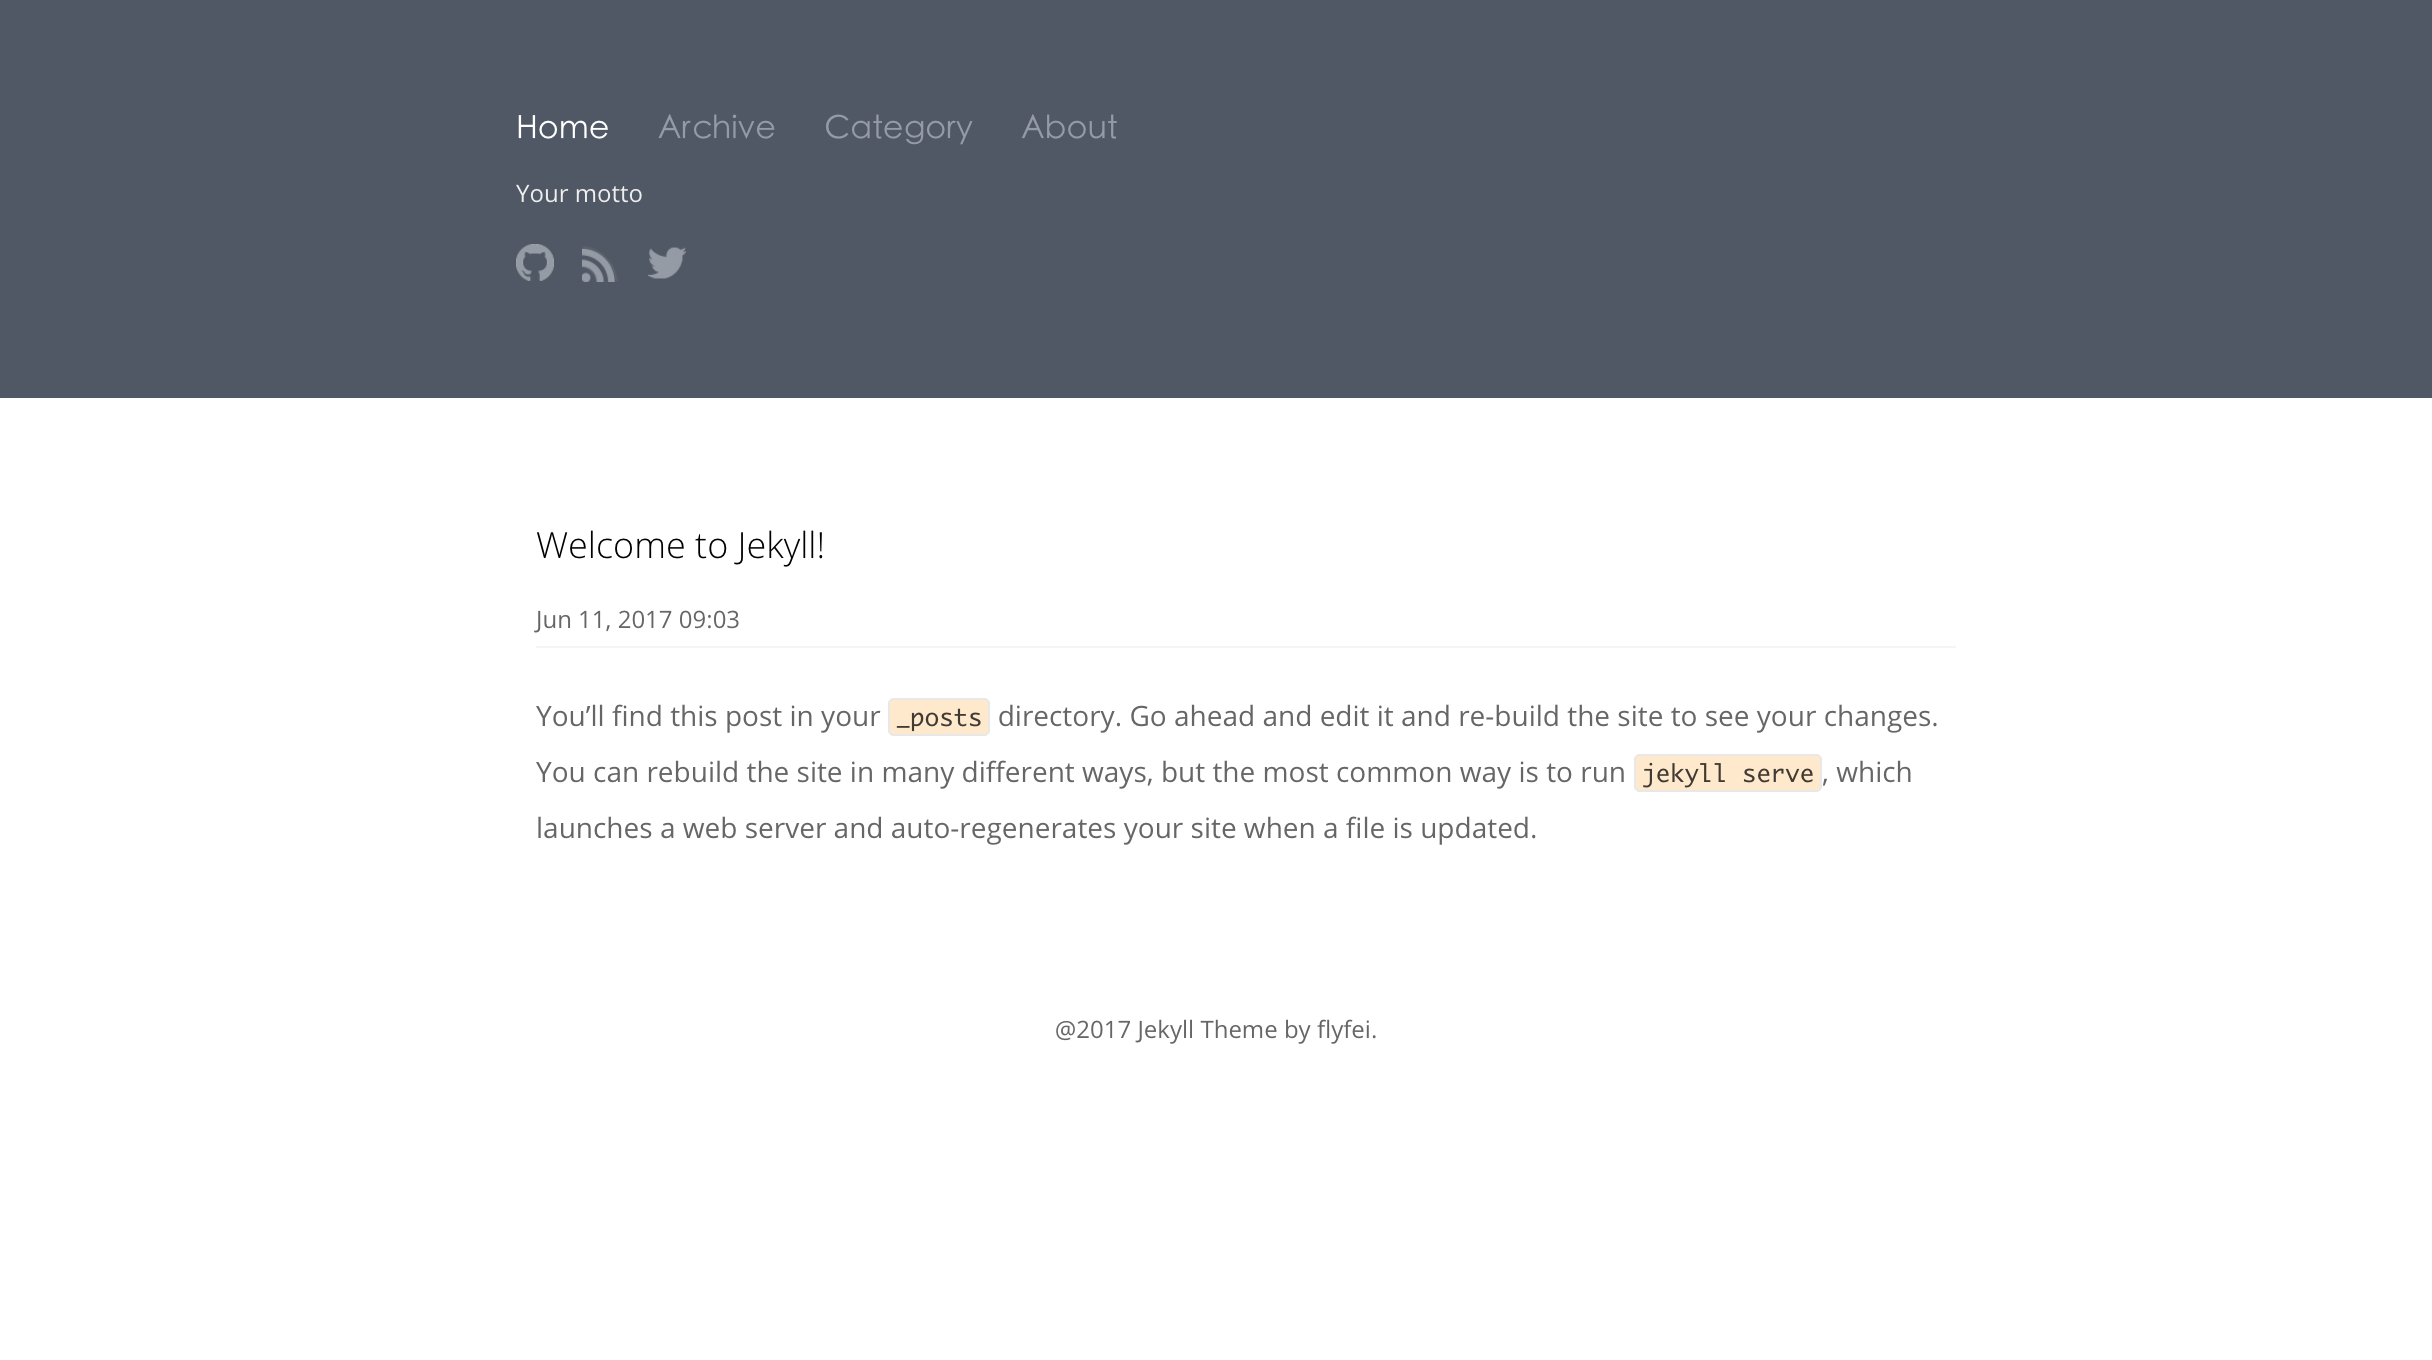 Home Archive Category About
Your motto
Welcome to Jekyll!
Jun 11, 2017 09:03
You’ll find this post in your _posts directory. Go ahead and edit it and re-build the site to see your changes.
You can rebuild the site in many different ways, but the most common way is to run jekyll serve, which
launches a web server and auto-regenerates your site when a file is updated.
@2017 Jekyll Theme by flyfei.